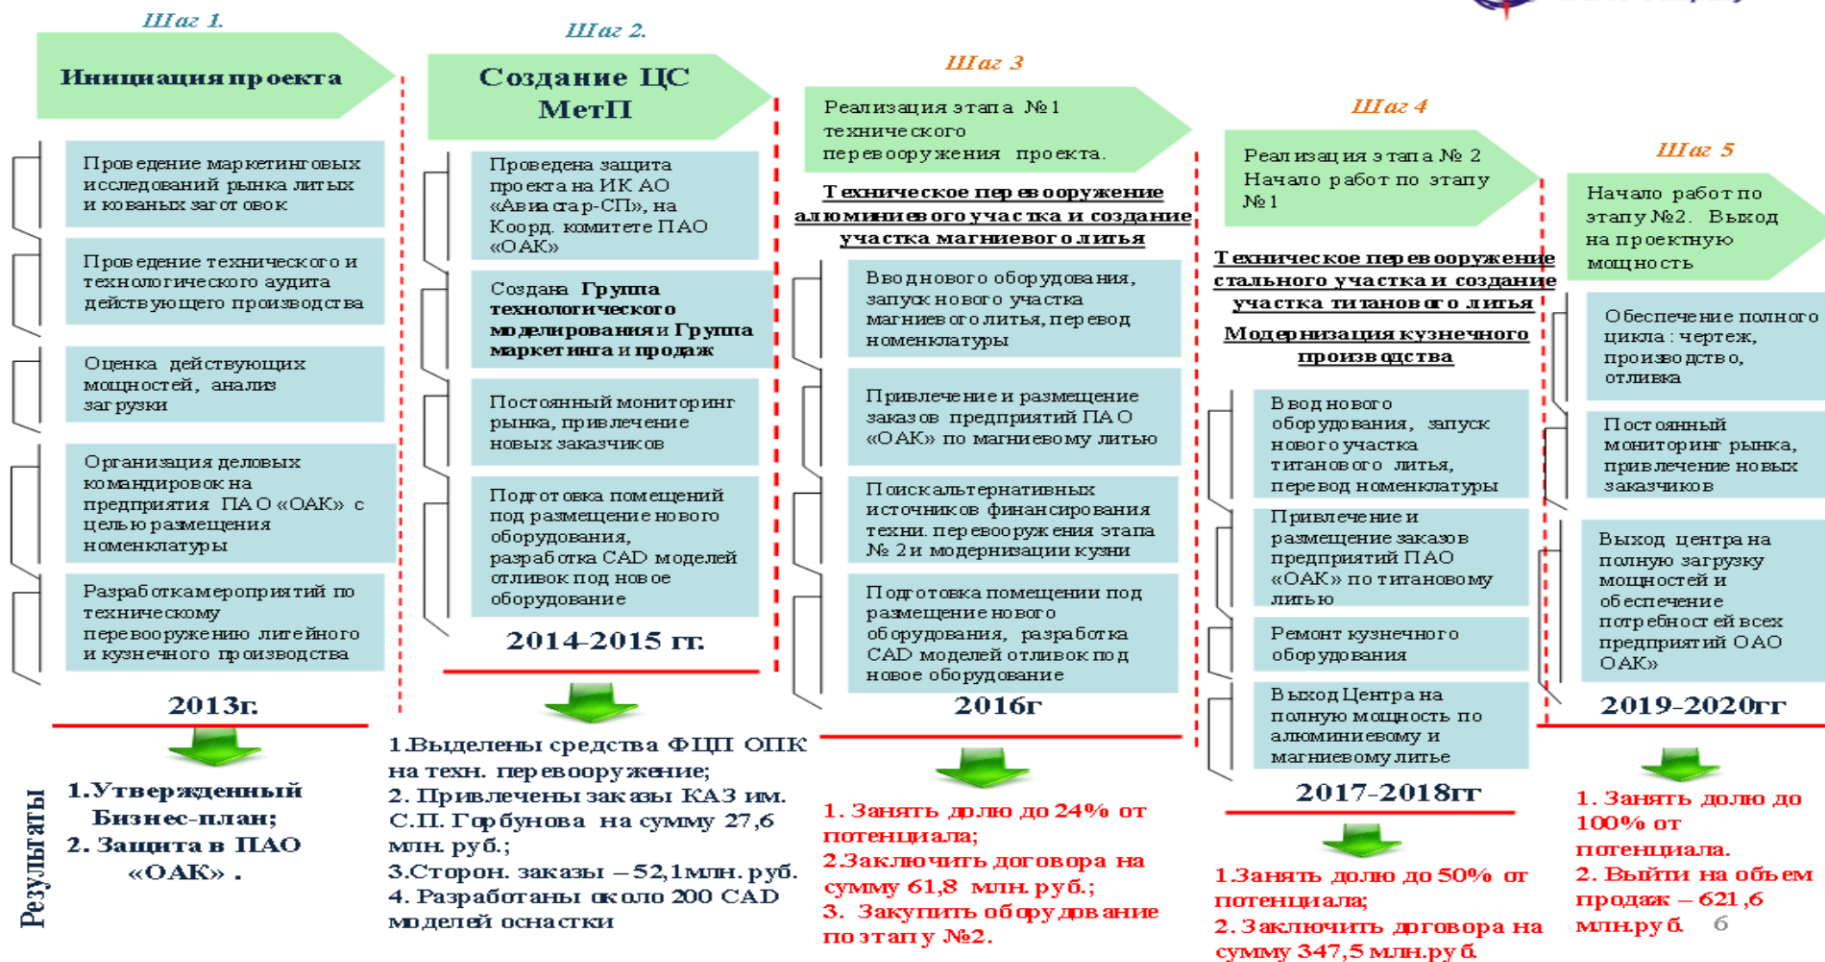 Шаг 1.
Инициация проекта
Проведение маркетинговых
исследований рынка литых
и кованых заготовок
Проведение технического и
технологического аудита
действующего производства
Оценка действующих
мощностей, анализ
загрузки
Организация деловых
командировок на
предприятия ПАО «ОАК» с
целью размещения
номенклатуры
Разработка мероприятий по
техническому
перевооружению литейного
и кузнечного производства
2013г.
Результаты
1.Утвержденный
Бизнес-план;
2. Защита в ПАО
«ОАК» .
Шаг 2.
Создание ЦС
МетП
Проведена защита
проекта на ИК АО
«Авиастар-СП», на
Коорд. комитете ПАО
«ОАК»
Создана Группа
технологического
моделирования и Группа
маркетинга и продаж
Постоянный мониторинг
рынка, привлечение
новых заказчиков
Подготовка помещений
под размещение нового
оборудования,
разработка CAD моделей
отливок под новое
оборудование
2014-2015 гг.
1.Выделены средства ФЦП ОПК
на техн. перевооружение;
2. Привлечены заказы КАЗ им.
С.П. Горбунова на сумму 27,6
млн. руб.;
3.Сторон. заказы – 52,1млн. руб.
4. Разработаны около 200 CAD
моделей оснастки
Шаг 3
Реализация этапа №1
технического
перевооружения проекта.
Техническое перевооружение
алюминиевого участка и создание
участка магниевого литья
Ввод нового оборудования,
запуск нового участка
магниевого литья, перевод
номенклатуры
Привлечение и размещение
заказов предприятий ПАО
«ОАК» по магниевому литью
Поиск альтернативных
источников финансирования
техни. перевооружения этапа
№ 2 и модернизации кузни
Подготовка помещении под
размещение нового
оборудования, разработка
CAD моделей отливок под
новое оборудование
2016г
1. Занять долю до 24% от
потенциала;
2.Заключить договора на
сумму 61,8 млн. руб.;
3. Закупить оборудование
по этапу №2.
Шаг 4
Реализация этапа № 2
Начало работ по этапу
№1
Техническое перевооружение
стального участка и создание
участка титанового литья
Модернизация кузнечного
производства
Ввод нового
оборудования, запуск
нового участка
титанового литья,
перевод номенклатуры
Привлечение и
размещение заказов
предприятий ПАО
«ОАК» по титановому
литью
Ремонт кузнечного
оборудования
Выход Центра на
полную мощность по
алюминиевому и
магниевому литье
2017-2018гг
1.Занять долю до 50% от
потенциала;
2. Заключить договора на
сумму 347,5 млн.руб.
Шаг 5
Начало работ по
этапу №2. Выход
на проектную
мощность
Обеспечение полного
цикла: чертеж,
производство,
отливка
Постоянный
мониторинг рынка,
привлечение новых
заказчиков
Выход центра на
полную загрузку
мощностей и
обеспечение
потребностей всех
предприятий ОАО
ОАК»
2019-2020гг
1. Занять долю до
100% от
потенциала.
2. Выйти на объем
продаж – 621,6
млн.руб.
6